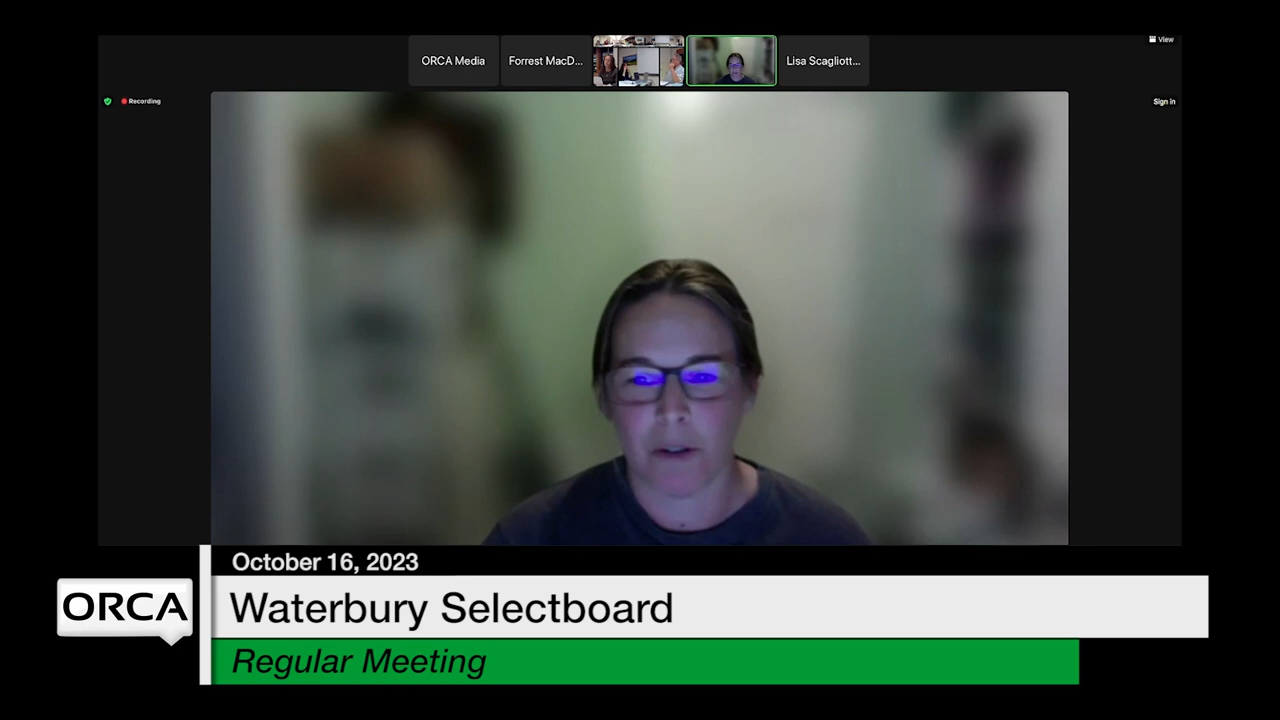 View
ORCA Media
Forrest MacD...
Lisa Scagliott...
Recording
Sign in
October 16, 2023
ORCA
Waterbury Selectboard
Regular Meeting